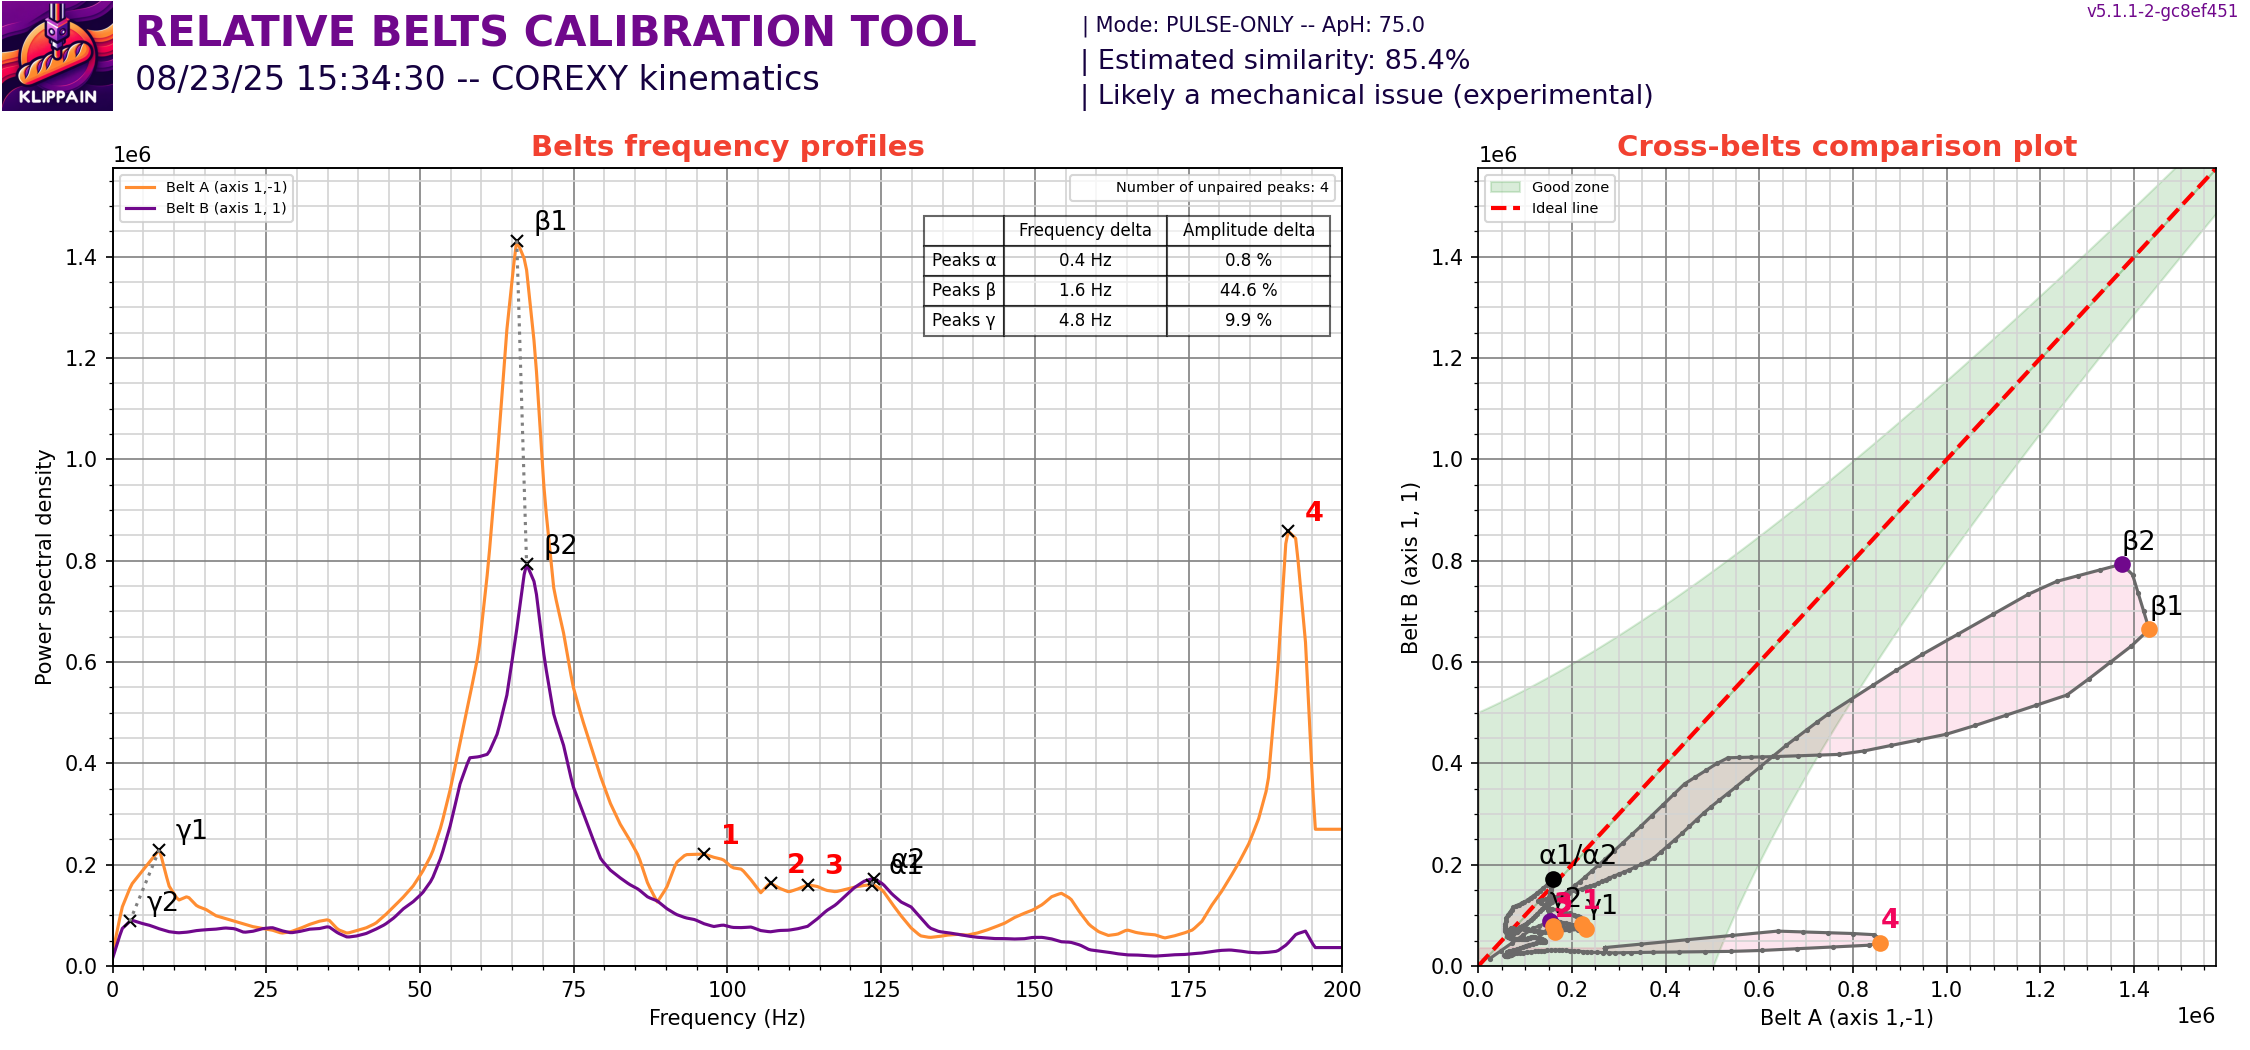 KLIPPAIN
RELATIVE BELTS CALIBRATION TOOL
08/23/25 15:34:30 -- COREXY kinematics
| Mode: PULSE-ONLY -- ApH: 75.0
| Estimated similarity: 85.4%
| Likely a mechanical issue (experimental)
v5.1.1-2-gc8ef451
Belts frequency profiles
1e6
Belt A (axis 1,-1)
Belt B (axis 1, 1)
Number of unpaired peaks: 4
Frequency delta Amplitude delta
Peaks α 0.4 Hz 0.8 %
Peaks β 1.6 Hz 44.6 %
Peaks γ 4.8 Hz 9.9 %
β1
β2
4
γ1
γ2
1
2
3
α2
α1
1.4
1.2
1.0
0.8
0.6
0.4
0.2
0.0
Power spectral density
0 25 50 75 100 125 150 175 200
Frequency (Hz)
Cross-belts comparison plot
1e6
Good zone
Ideal line
β2
β1
α1/α2
γ2
3
2
1
γ1
4
1.4
1.2
1.0
0.8
0.6
0.4
0.2
0.0
Belt B (axis 1, 1)
0.0 0.2 0.4 0.6 0.8 1.0 1.2 1.4
Belt A (axis 1,-1)
1e6